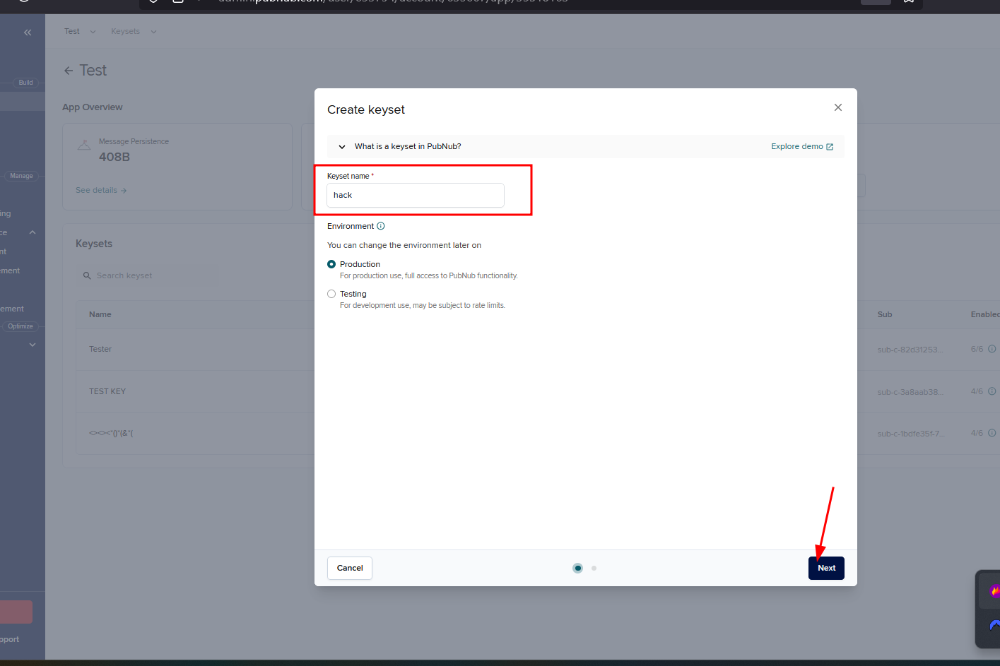 Test
Keysets
Test
Build
App Overview
Message Persistence
408B
See details
Manage
ing
ce
nt
ement
ement
Optimize
pport
Keysets
Search keyset
Name
Sub
Enabled
Tester
sub-c-82d31253...
6/6
TEST KEY
sub-c-3a8aab38...
4/6
<><><*()*(&*(
sub-c-1bdfe35f-7...
4/6
Create keyset
What is a keyset in PubNub?
Explore demo
Keyset name *
hack
Environment
You can change the environment later on
Production
For production use, full access to PubNub functionality.
Testing
For development use, may be subject to rate limits.
Cancel
Next